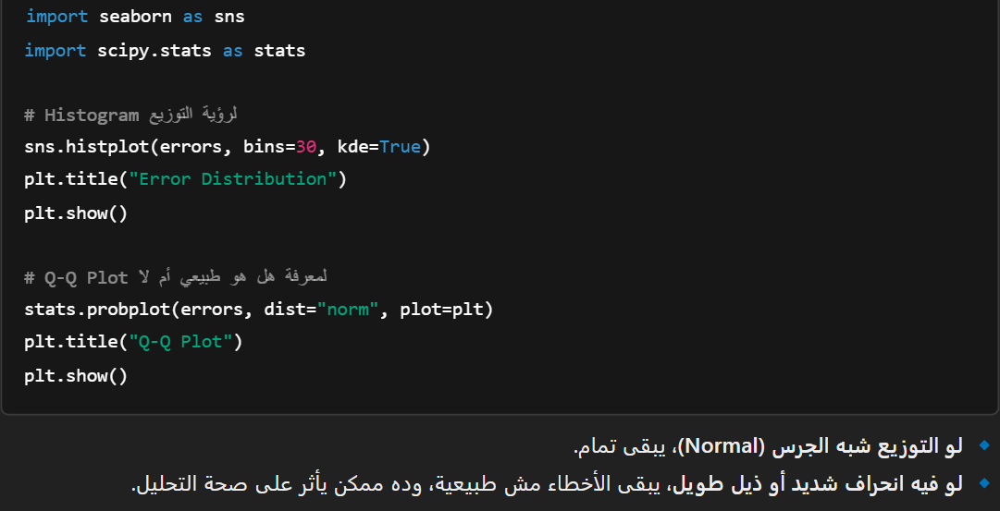 import seaborn as sns
import scipy.stats as stats
# Histogram لرؤية التوزيع
sns.histplot(errors, bins=30, kde=True)
plt.title("Error Distribution")
plt.show()
# Q-Q Plot لمعرفة هل هو طبيعي أم لا
stats.probplot(errors, dist="norm", plot=plt)
plt.title("Q-Q Plot")
plt.show()
لو التوزيع شبه الجرس (Normal)، يبقى تمام.
لو فيه انحراف شديد أو ذيل طويل، يبقى الأخطاء مش طبيعية، وده ممكن يأثر على صحة التحليل.